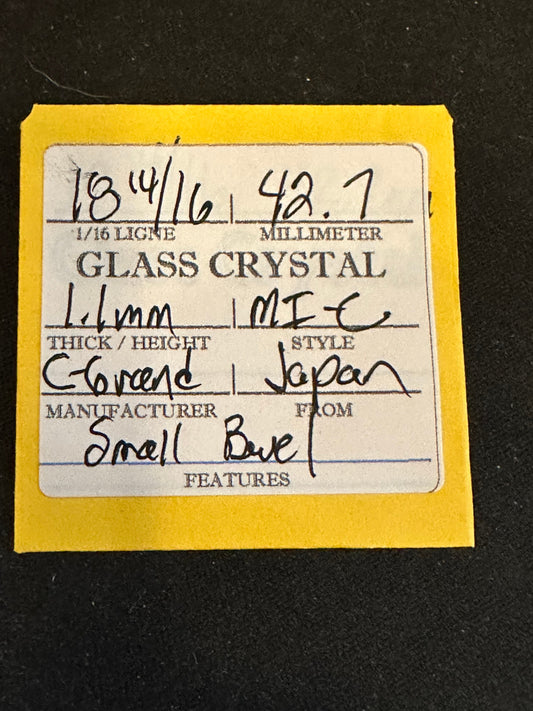 18 14/16 | 42.7
1/16 LIGNE MILLIMETER
GLASS CRYSTAL
1.1mm | MI-C
THICK / HEIGHT STYLE
C-Grand | Japan
MANUFACTURER FROM
Small Bevel
FEATURES